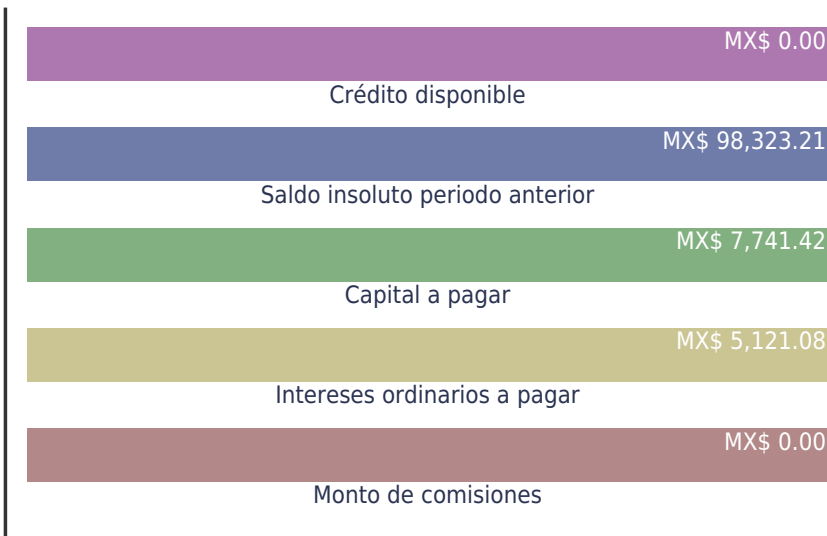 MX$ 0.00
Crédito disponible
MX$ 98,323.21
Saldo insoluto periodo anterior
MX$ 7,741.42
Capital a pagar
MX$ 5,121.08
Intereses ordinarios a pagar
MX$ 0.00
Monto de comisiones